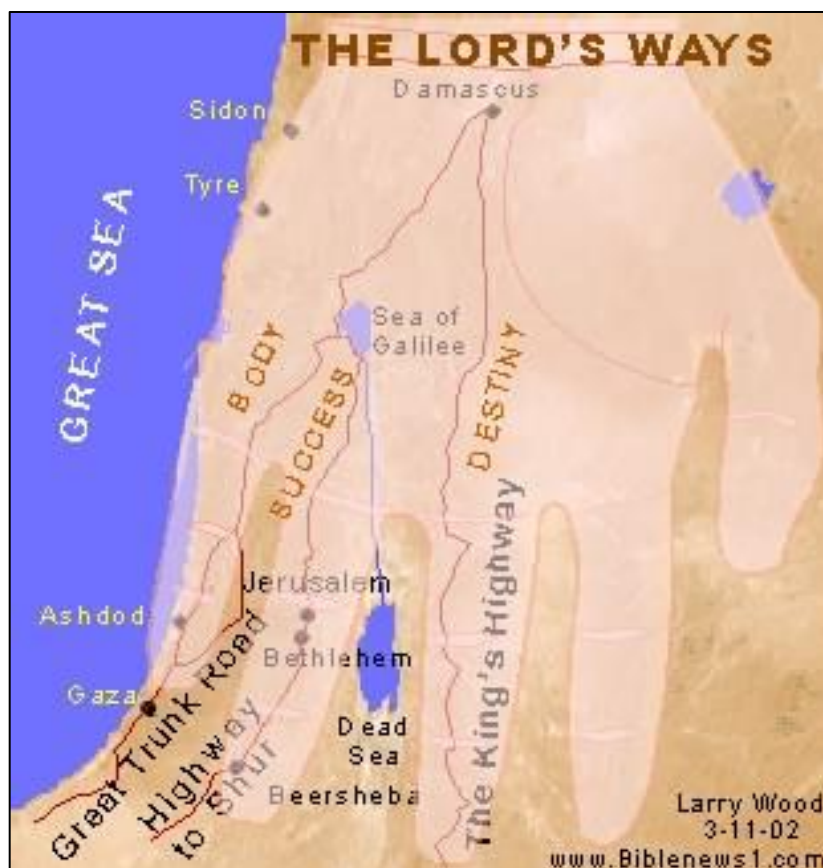 THE LORD'S WAYS
Damascus
Sidon
Tyre
GREAT SEA
Sea of
Galilee
BODY
SUCCESS
DESTINY
The King's Highway
Jerusalem
Ashdod
Bethlehem
Gaza
Great Trunk Road
Highway
to Shur
Dead
Sea
Beersheba
Larry Wood
3-11-02
www.Biblenews1.com